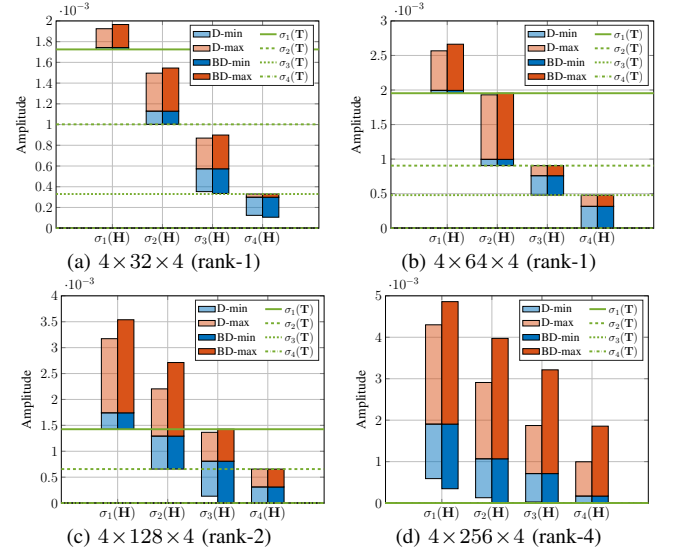 ·10⁻³
2
1.8
1.6
1.4
1.2
1
0.8
0.6
0.4
0.2
0
Amplitude
D-min
D-max
BD-min
BD-max
σ₁(T)
σ₂(T)
σ₃(T)
σ₄(T)
σ₁(H) σ₂(H) σ₃(H) σ₄(H)
(a) 4×32×4 (rank-1)
·10⁻³
3
2.5
2
1.5
1
0.5
0
Amplitude
D-min
D-max
BD-min
BD-max
σ₁(T)
σ₂(T)
σ₃(T)
σ₄(T)
σ₁(H) σ₂(H) σ₃(H) σ₄(H)
(b) 4×64×4 (rank-1)
·10⁻³
4
3.5
3
2.5
2
1.5
1
0.5
0
Amplitude
D-min
D-max
BD-min
BD-max
σ₁(T)
σ₂(T)
σ₃(T)
σ₄(T)
σ₁(H) σ₂(H) σ₃(H) σ₄(H)
(c) 4×128×4 (rank-2)
·10⁻³
5
4
3
2
1
0
Amplitude
D-min
D-max
BD-min
BD-max
σ₁(T)
σ₂(T)
σ₃(T)
σ₄(T)
σ₁(H) σ₂(H) σ₃(H) σ₄(H)
(d) 4×256×4 (rank-4)